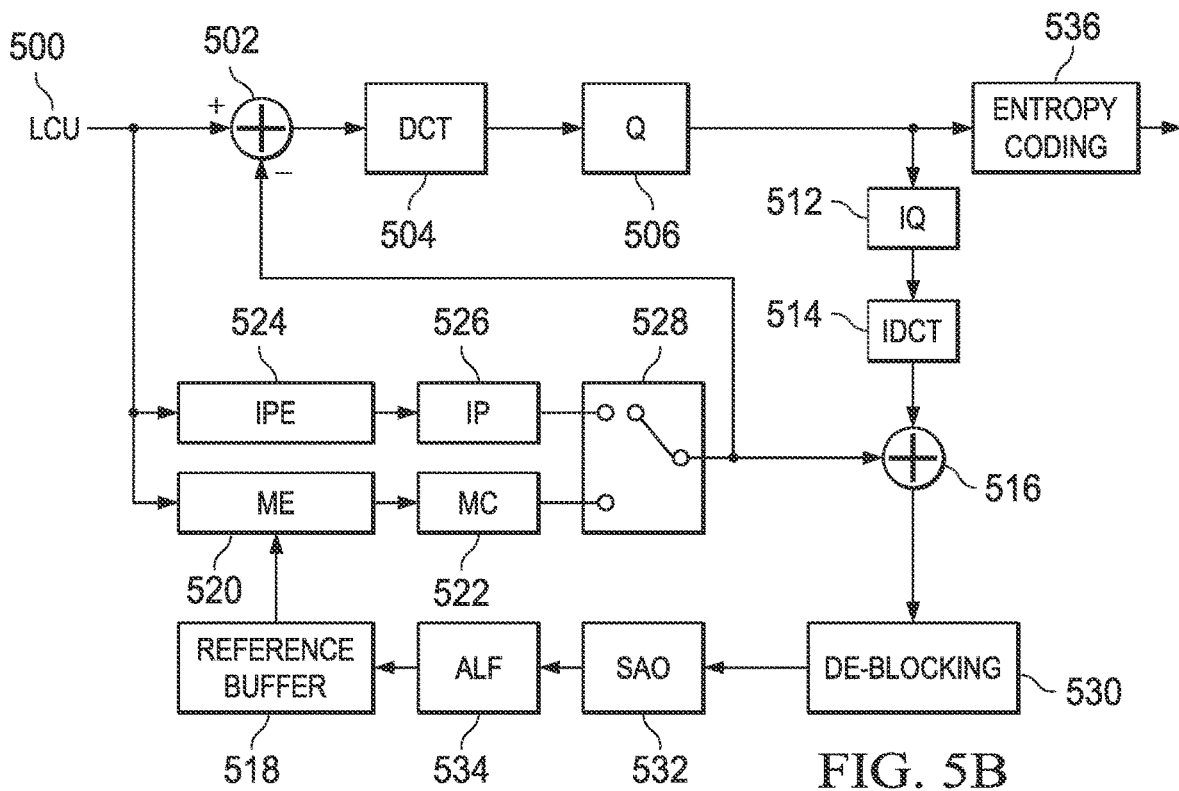 500
502
536
LCU
+
−
DCT
Q
ENTROPY
CODING
504
506
512
IQ
514
IDCT
524
526
528
IPE
IP
516
ME
MC
520
522
REFERENCE
BUFFER
ALF
SAO
DE-BLOCKING
530
518
534
532
FIG. 5B